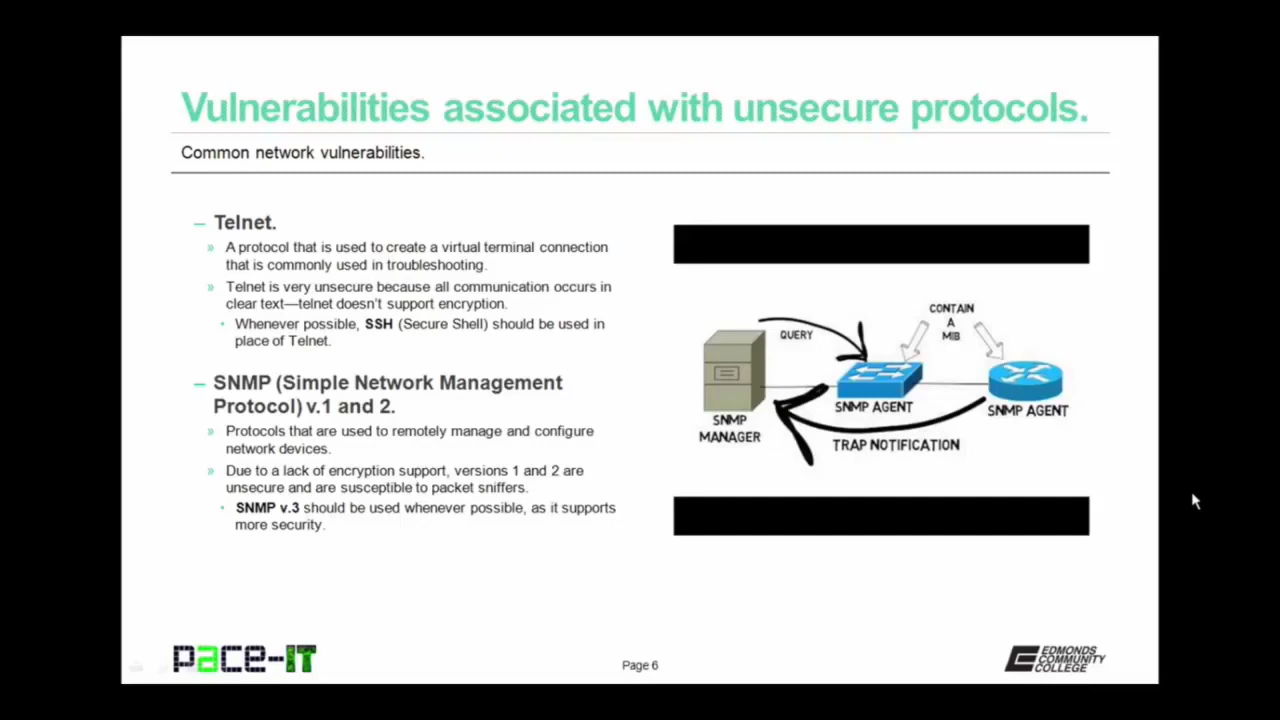 Vulnerabilities associated with unsecure protocols.
Common network vulnerabilities.
– Telnet.
» A protocol that is used to create a virtual terminal connection
that is commonly used in troubleshooting.
» Telnet is very unsecure because all communication occurs in
clear text—telnet doesn't support encryption.
• Whenever possible, SSH (Secure Shell) should be used in
place of Telnet.
– SNMP (Simple Network Management
Protocol) v.1 and 2.
» Protocols that are used to remotely manage and configure
network devices.
» Due to a lack of encryption support, versions 1 and 2 are
unsecure and are susceptible to packet sniffers.
• SNMP v.3 should be used whenever possible, as it supports
more security.
CONTAIN
A
MIB
QUERY
SNMP
MANAGER
SNMP AGENT
SNMP AGENT
TRAP NOTIFICATION
pace-IT
Page 6
EDMONDS
COMMUNITY
COLLEGE